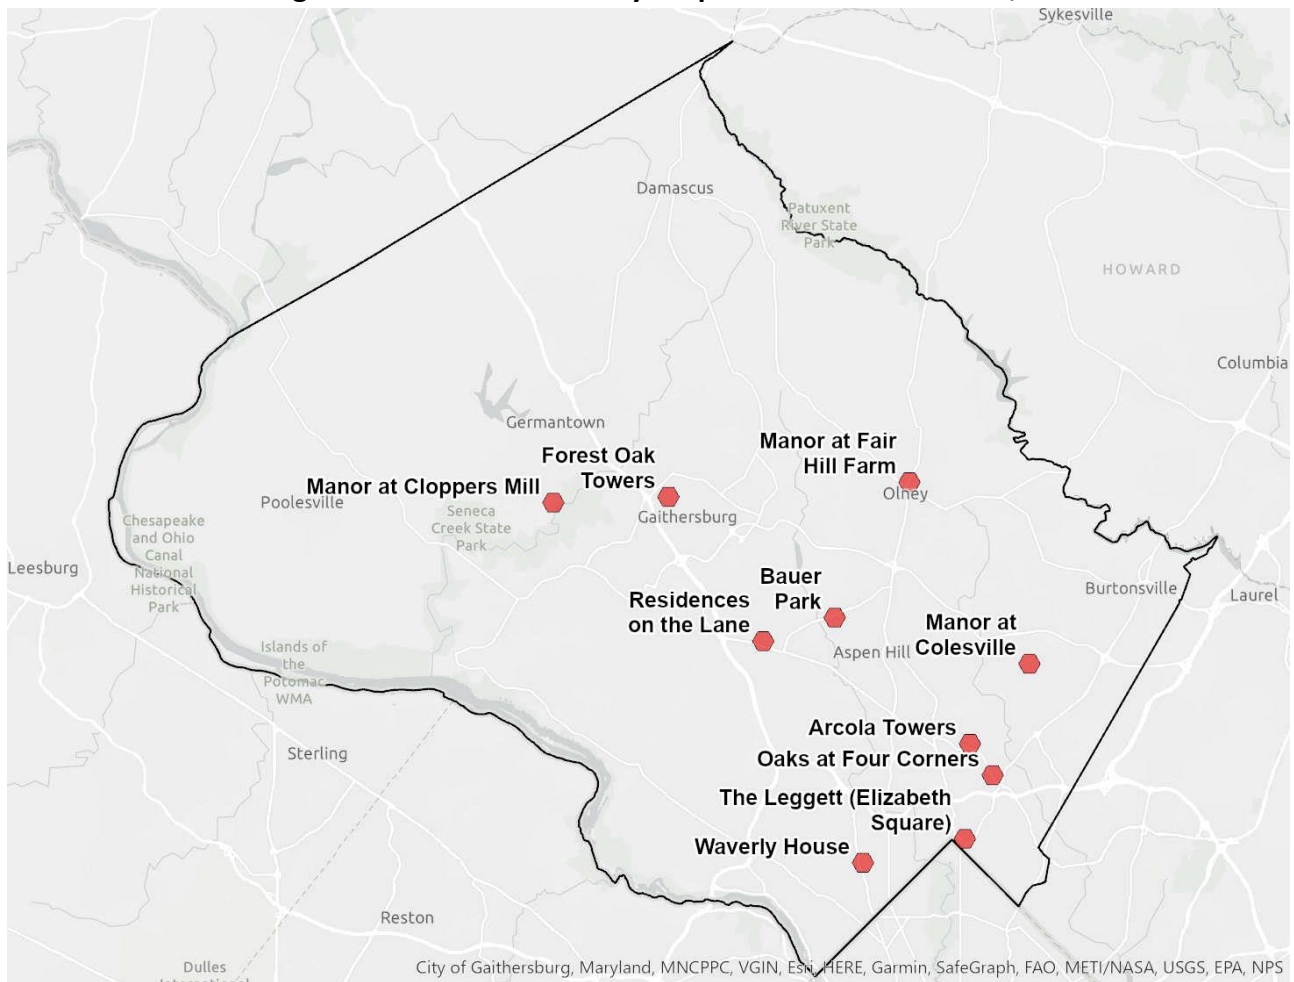 Sykesville
Damascus
Patuxent
River State
Park
HOWARD
Columbia
Germantown
Manor at Fair
Hill Farm
Forest Oak
Towers
Manor at Cloppers Mill
Poolesville
Olney
Seneca
Creek State
Park
Gaithersburg
Chesapeake
and Ohio
Canal
National
Historical
Park
Leesburg
Bauer
Park
Burtonsville
Laurel
Residences
on the Lane
Manor at
Colesville
Aspen Hill
Islands of
the
Potomac
WMA
Arcola Towers
Sterling
Oaks at Four Corners
The Leggett (Elizabeth
Square)
Waverly House
Reston
Dulles
International
City of Gaithersburg, Maryland, MNCPPC, VGIN, Esri, HERE, Garmin, SafeGraph, FAO, METI/NASA, USGS, EPA, NPS